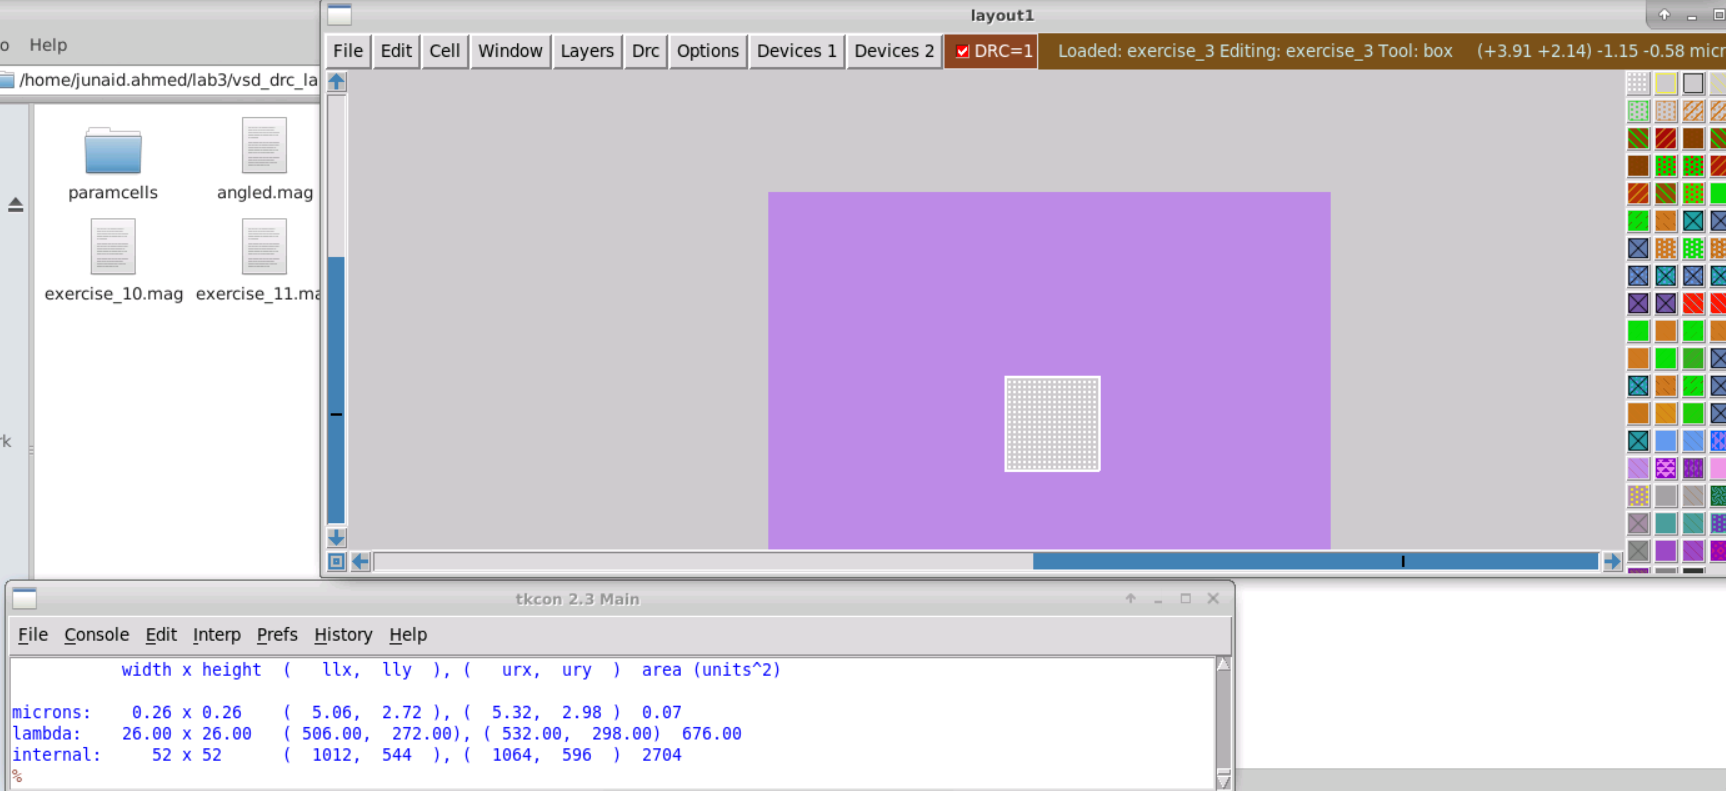 layout1
o Help
File Edit Cell Window Layers Drc Options Devices 1 Devices 2 DRC=1 Loaded: exercise_3 Editing: exercise_3 Tool: box (+3.91 +2.14) -1.15 -0.58 micr
/home/junaid.ahmed/lab3/vsd_drc_la
paramcells angled.mag
exercise_10.mag exercise_11.ma
rk
tkcon 2.3 Main
File Console Edit Interp Prefs History Help
width x height ( llx, lly ), ( urx, ury ) area (units^2)
microns: 0.26 x 0.26 ( 5.06, 2.72 ), ( 5.32, 2.98 ) 0.07
lambda: 26.00 x 26.00 ( 506.00, 272.00), ( 532.00, 298.00) 676.00
internal: 52 x 52 ( 1012, 544 ), ( 1064, 596 ) 2704
%